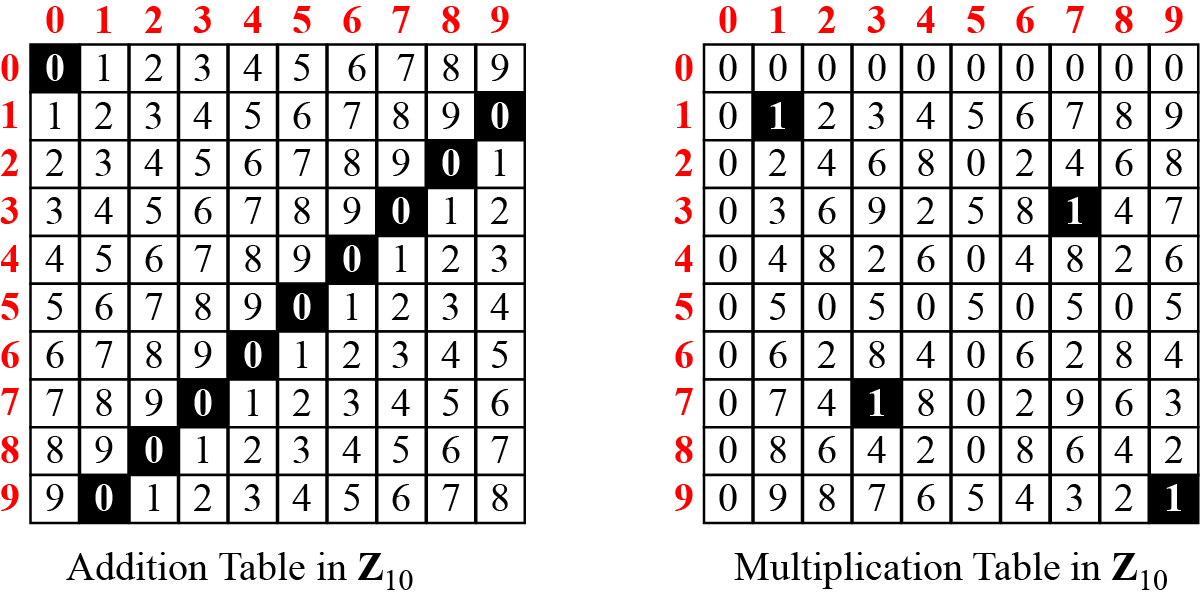 0 1 2 3 4 5 6 7 8 9 0 1 2 3 4 5 6 7 8 9
0 0 1 2 3 4 5 6 7 8 9 0 0 0 0 0 0 0 0 0 0 0
1 1 2 3 4 5 6 7 8 9 0 1 0 1 2 3 4 5 6 7 8 9
2 2 3 4 5 6 7 8 9 0 1 2 0 2 4 6 8 0 2 4 6 8
3 3 4 5 6 7 8 9 0 1 2 3 0 3 6 9 2 5 8 1 4 7
4 4 5 6 7 8 9 0 1 2 3 4 0 4 8 2 6 0 4 8 2 6
5 5 6 7 8 9 0 1 2 3 4 5 0 5 0 5 0 5 0 5 0 5
6 6 7 8 9 0 1 2 3 4 5 6 0 6 2 8 4 0 6 2 8 4
7 7 8 9 0 1 2 3 4 5 6 7 0 7 4 1 8 0 2 9 6 3
8 8 9 0 1 2 3 4 5 6 7 8 0 8 6 4 2 0 8 6 4 2
9 9 0 1 2 3 4 5 6 7 8 9 0 9 8 7 6 5 4 3 2 1
Addition Table in Z10 Multiplication Table in Z10